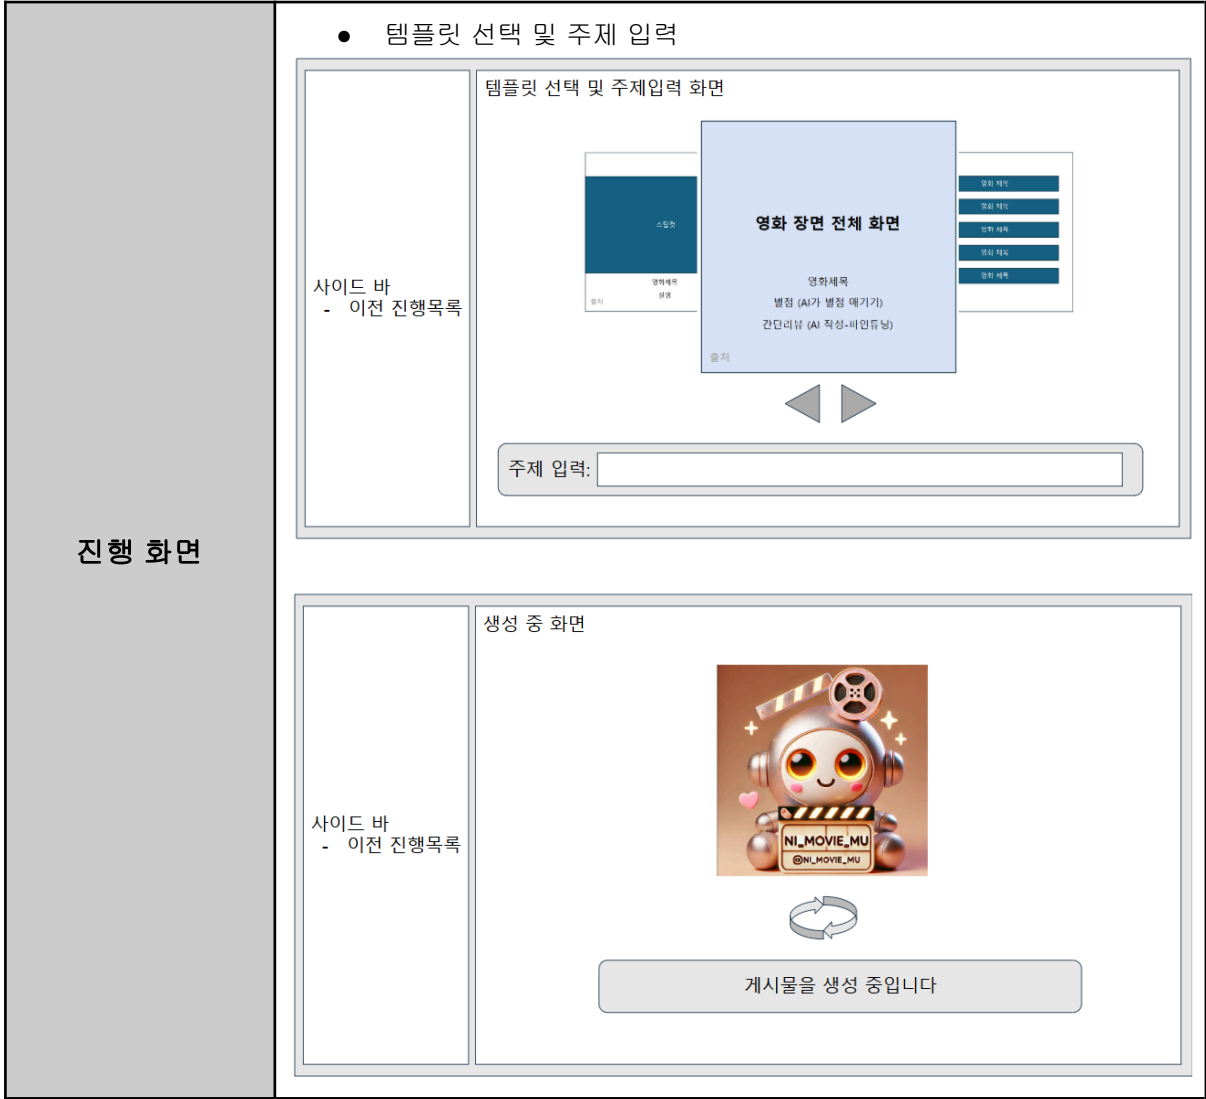 진행 화면
● 템플릿 선택 및 주제 입력
사이드 바
- 이전 진행목록
템플릿 선택 및 주제입력 화면
스틸컷
영화제목
설명
출처
영화 장면 전체 화면
영화제목
별점 (AI가 별점 매기기)
간단리뷰 (AI 작성-파인튜닝)
출처
영화 제목
영화 제목
영화 제목
영화 제목
영화 제목
주제 입력:
사이드 바
- 이전 진행목록
생성 중 화면
NI_MOVIE_MU
@NI_MOVIE_MU
게시물을 생성 중입니다